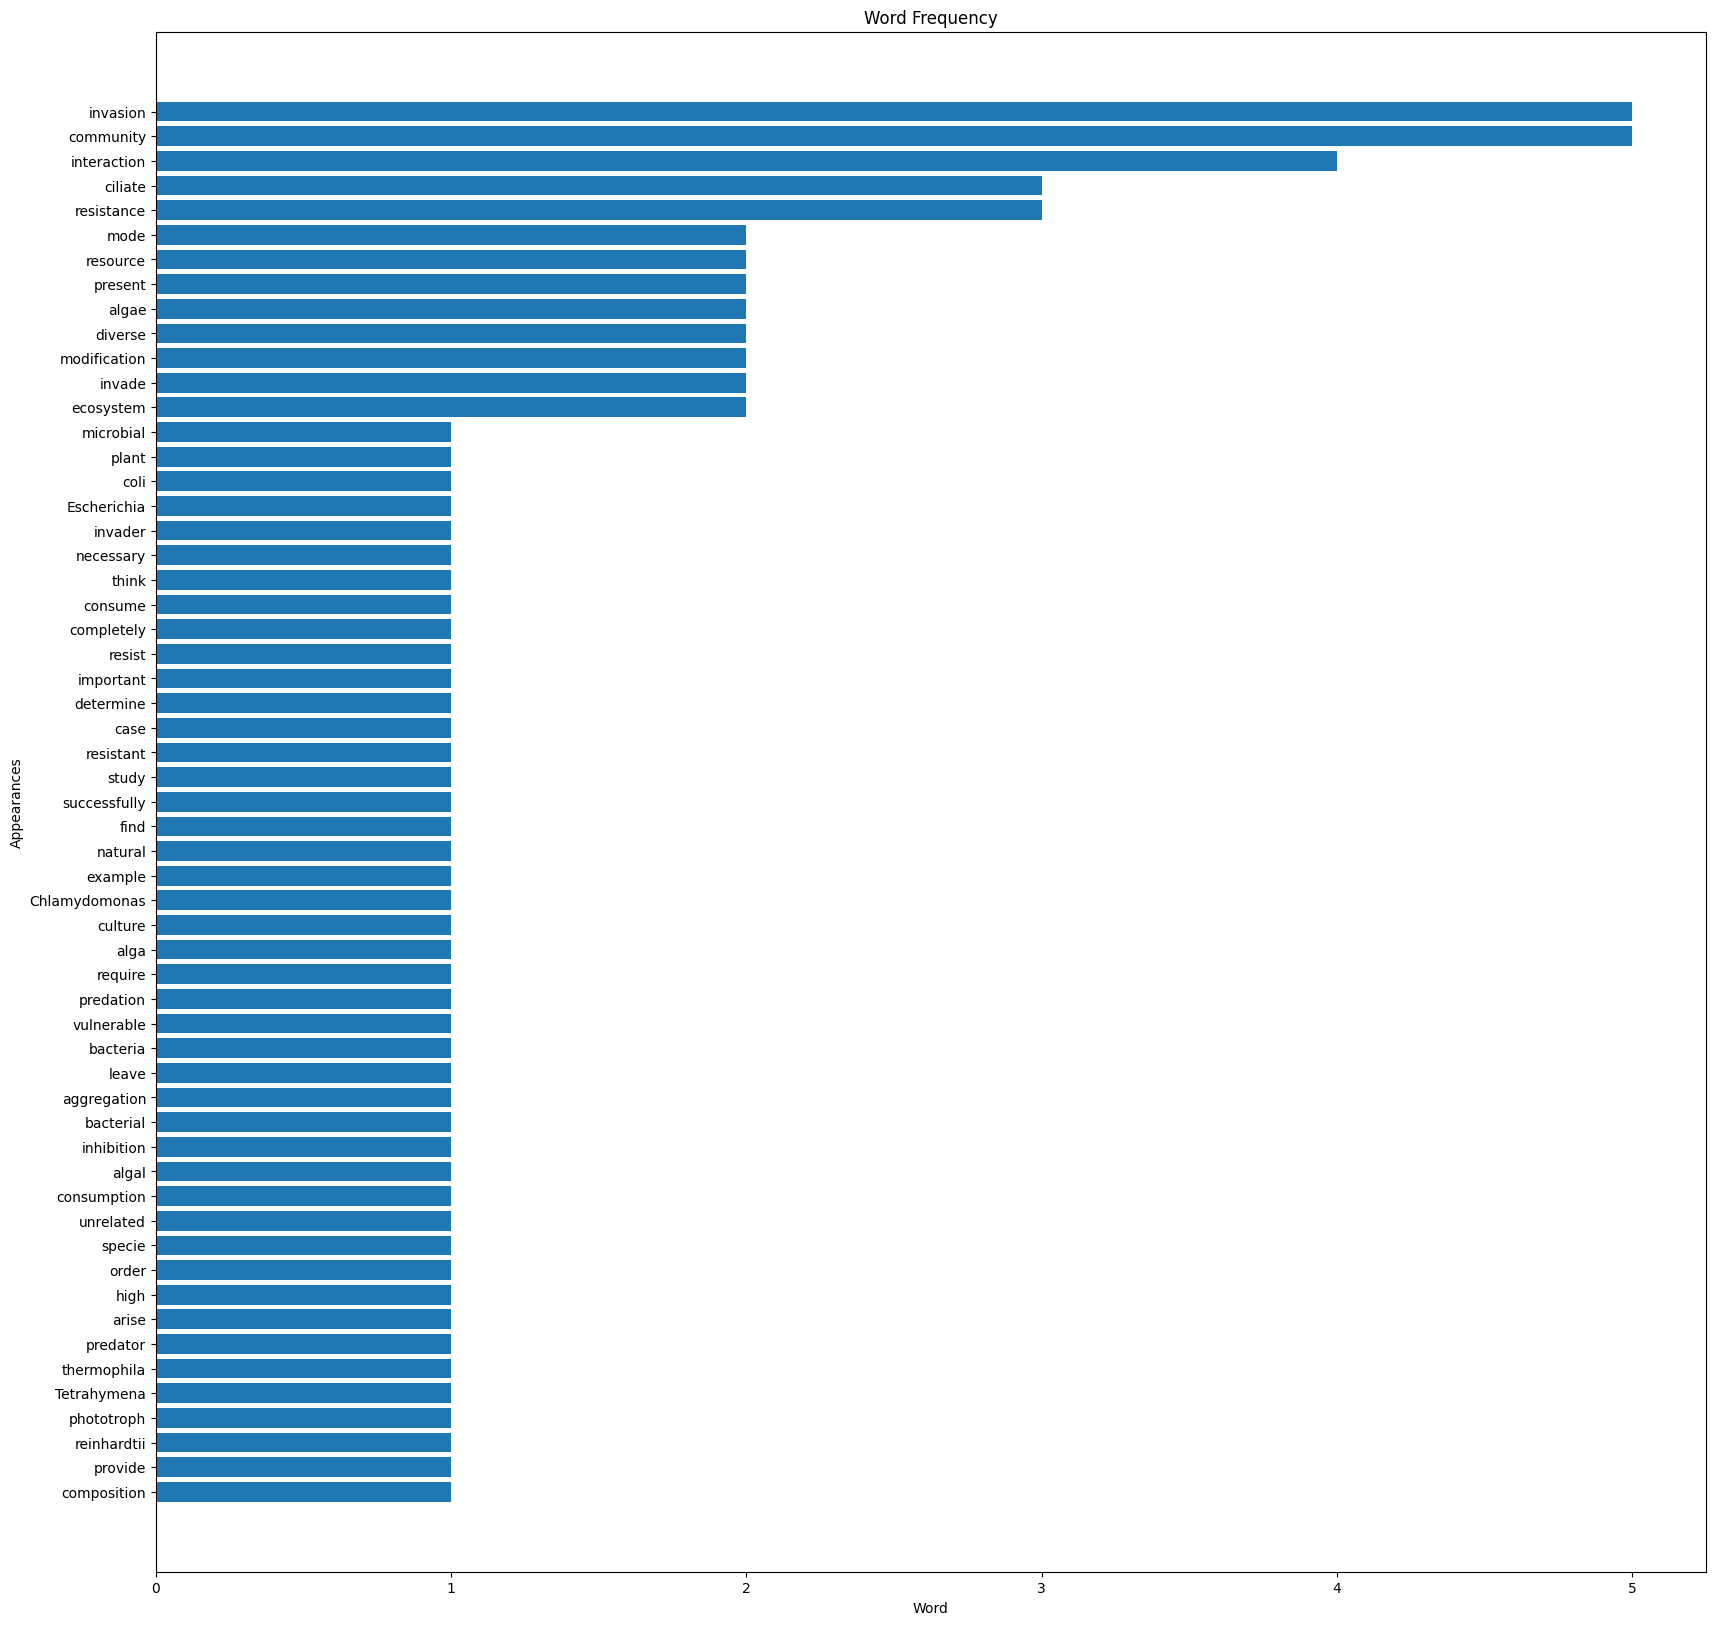 Word Frequency
invasion
community
interaction
ciliate
resistance
mode
resource
present
algae
diverse
modification
invade
ecosystem
microbial
plant
coli
Escherichia
invader
necessary
think
consume
completely
resist
important
determine
case
resistant
study
successfully
find
natural
example
Chlamydomonas
culture
alga
require
predation
vulnerable
bacteria
leave
aggregation
bacterial
inhibition
algal
consumption
unrelated
specie
order
high
arise
predator
thermophila
Tetrahymena
phototroph
reinhardtii
provide
composition
Appearances
0 1 2 3 4 5
Word